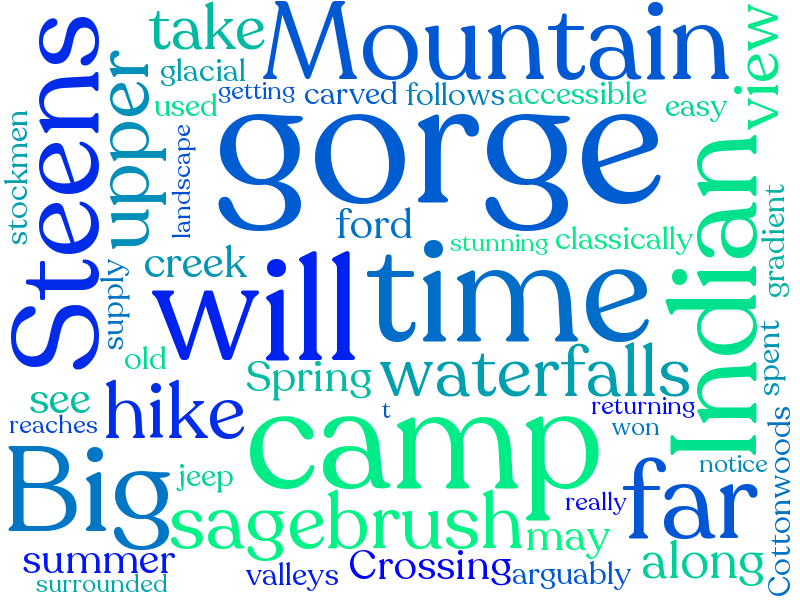 Mountain
take
glacial
used
getting
carved
follows
accessible
easy
view
Steens
upper
stockmen
landscape
gorge
ford
stunning
classically
Indian
gradient
creek
supply
will
time
old
Spring
waterfalls
spent
see
reaches
hike
t
returning
won
camp
Big
jeep
sagebrush
really
far
notice
Cottonwoods
may
summer
surrounded
valleys
Crossing
arguably
along